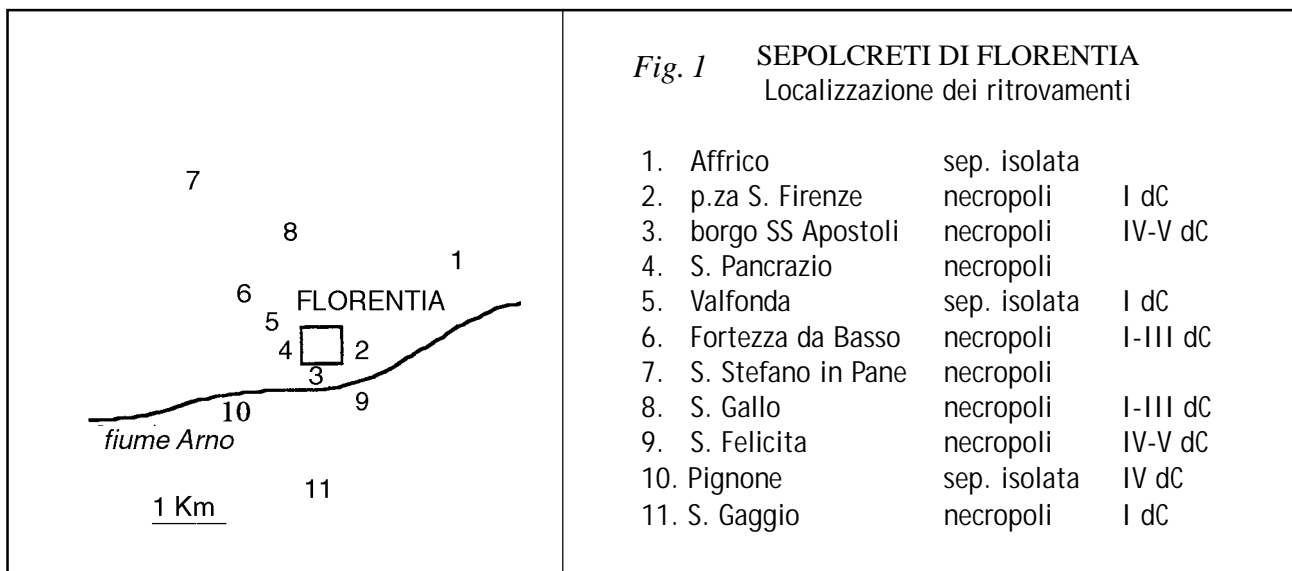 7
8
1
6
FLORENTIA
5
4
2
3
9
10
fiume Arno
11
1 Km
Fig. 1 SEPOLCRETI DI FLORENTIA
Localizzazione dei ritrovamenti
1. Affrico sep. isolata
2. p.za S. Firenze necropoli I dC
3. borgo SS Apostoli necropoli IV-V dC
4. S. Pancrazio necropoli
5. Valfonda sep. isolata I dC
6. Fortezza da Basso necropoli I-III dC
7. S. Stefano in Pane necropoli
8. S. Gallo necropoli I-III dC
9. S. Felicita necropoli IV-V dC
10. Pignone sep. isolata IV dC
11. S. Gaggio necropoli I dC